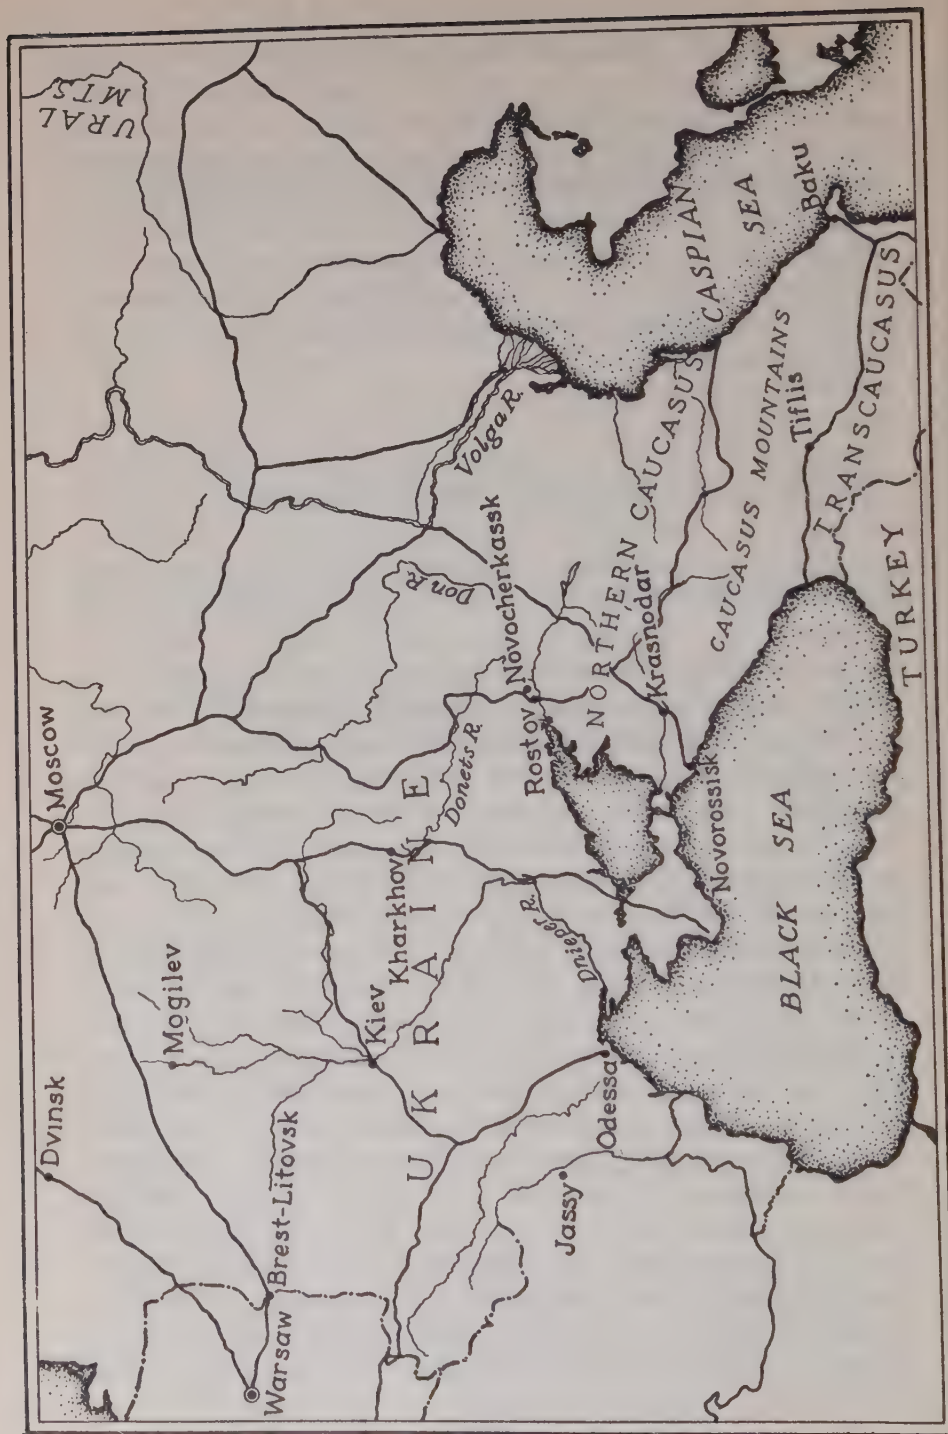 URAL
MTS.
Moscow
Dvinsk
Mogilev
Warsaw
Brest-Litovsk
Kiev
Kharkhov
UKRAINE
Donets R.
Don R.
Volga R.
Dnieper R.
Novocherkassk
Rostov
NORTHERN CAUCASUS
Krasnodar
Jassy
Odessa
Novorossisk
CAUCASUS MOUNTAINS
CASPIAN
SEA
Baku
Tiflis
TRANSCAUCASUS
BLACK SEA
TURKEY